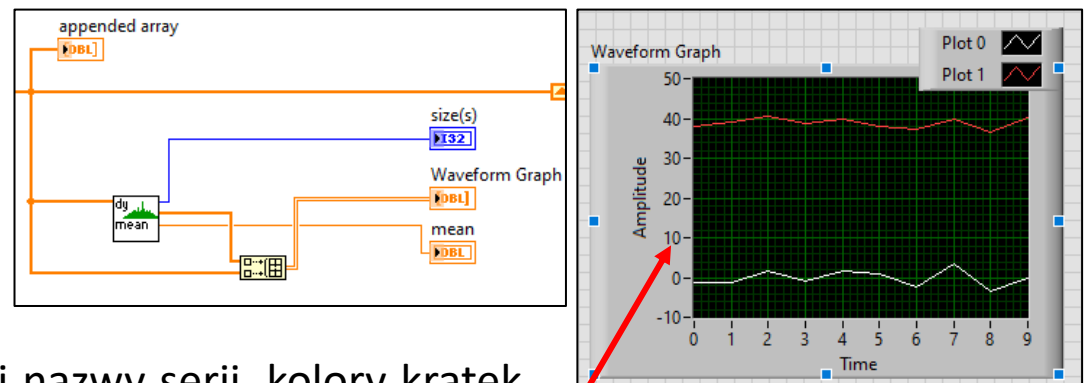 appended array
DBL]
size(s)
I32
Waveform Graph
DBL]
mean
DBL
dy
mean
Waveform Graph
Plot 0
Plot 1
50
40
30
20
10
0
-10
Amplitude
0 1 2 3 4 5 6 7 8 9
Time
i nazwy serii, kolory kratek